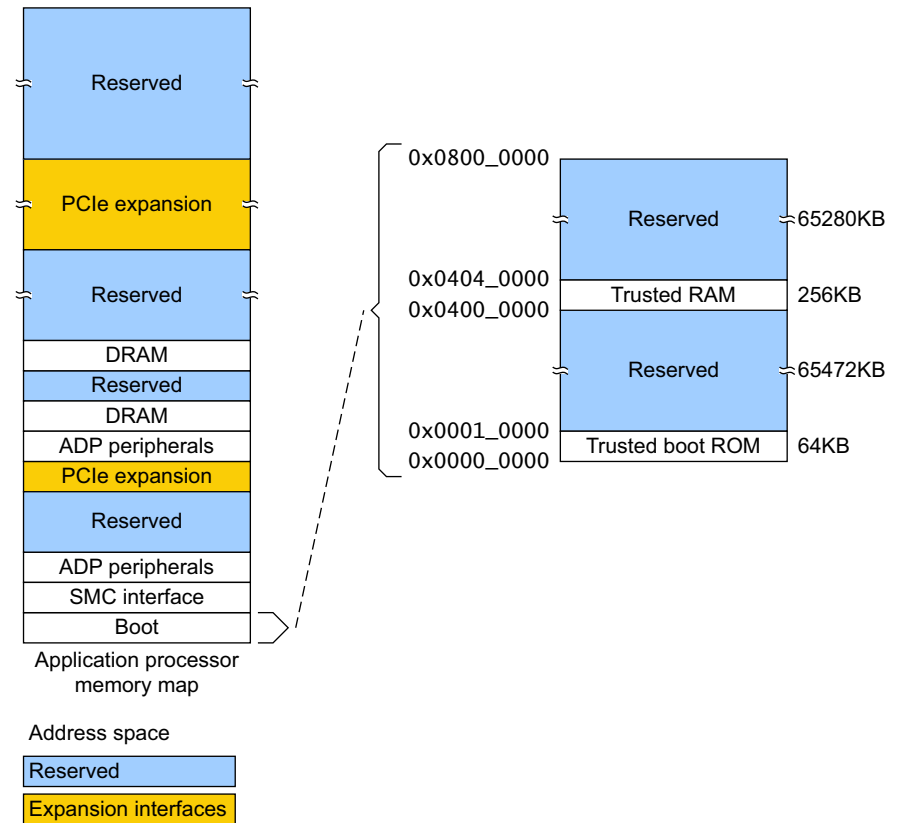 Reserved
PCIe expansion
Reserved
DRAM
Reserved
DRAM
ADP peripherals
PCIe expansion
Reserved
ADP peripherals
SMC interface
Boot
Application processor
memory map
0x0800_0000
Reserved
65280KB
0x0404_0000
Trusted RAM
256KB
0x0400_0000
Reserved
65472KB
0x0001_0000
Trusted boot ROM
64KB
0x0000_0000
Address space
Reserved
Expansion interfaces